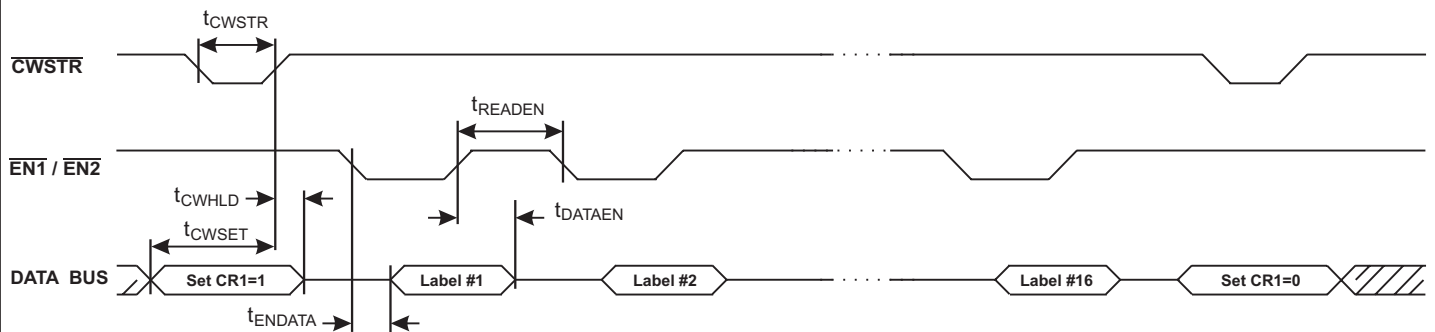 tCWSTR
CWSTR
tREADEN
EN1 / EN2
tCWHLD
tDATAEN
tCWSET
DATA BUS
Set CR1=1
Label #1
Label #2
Label #16
Set CR1=0
tENDATA